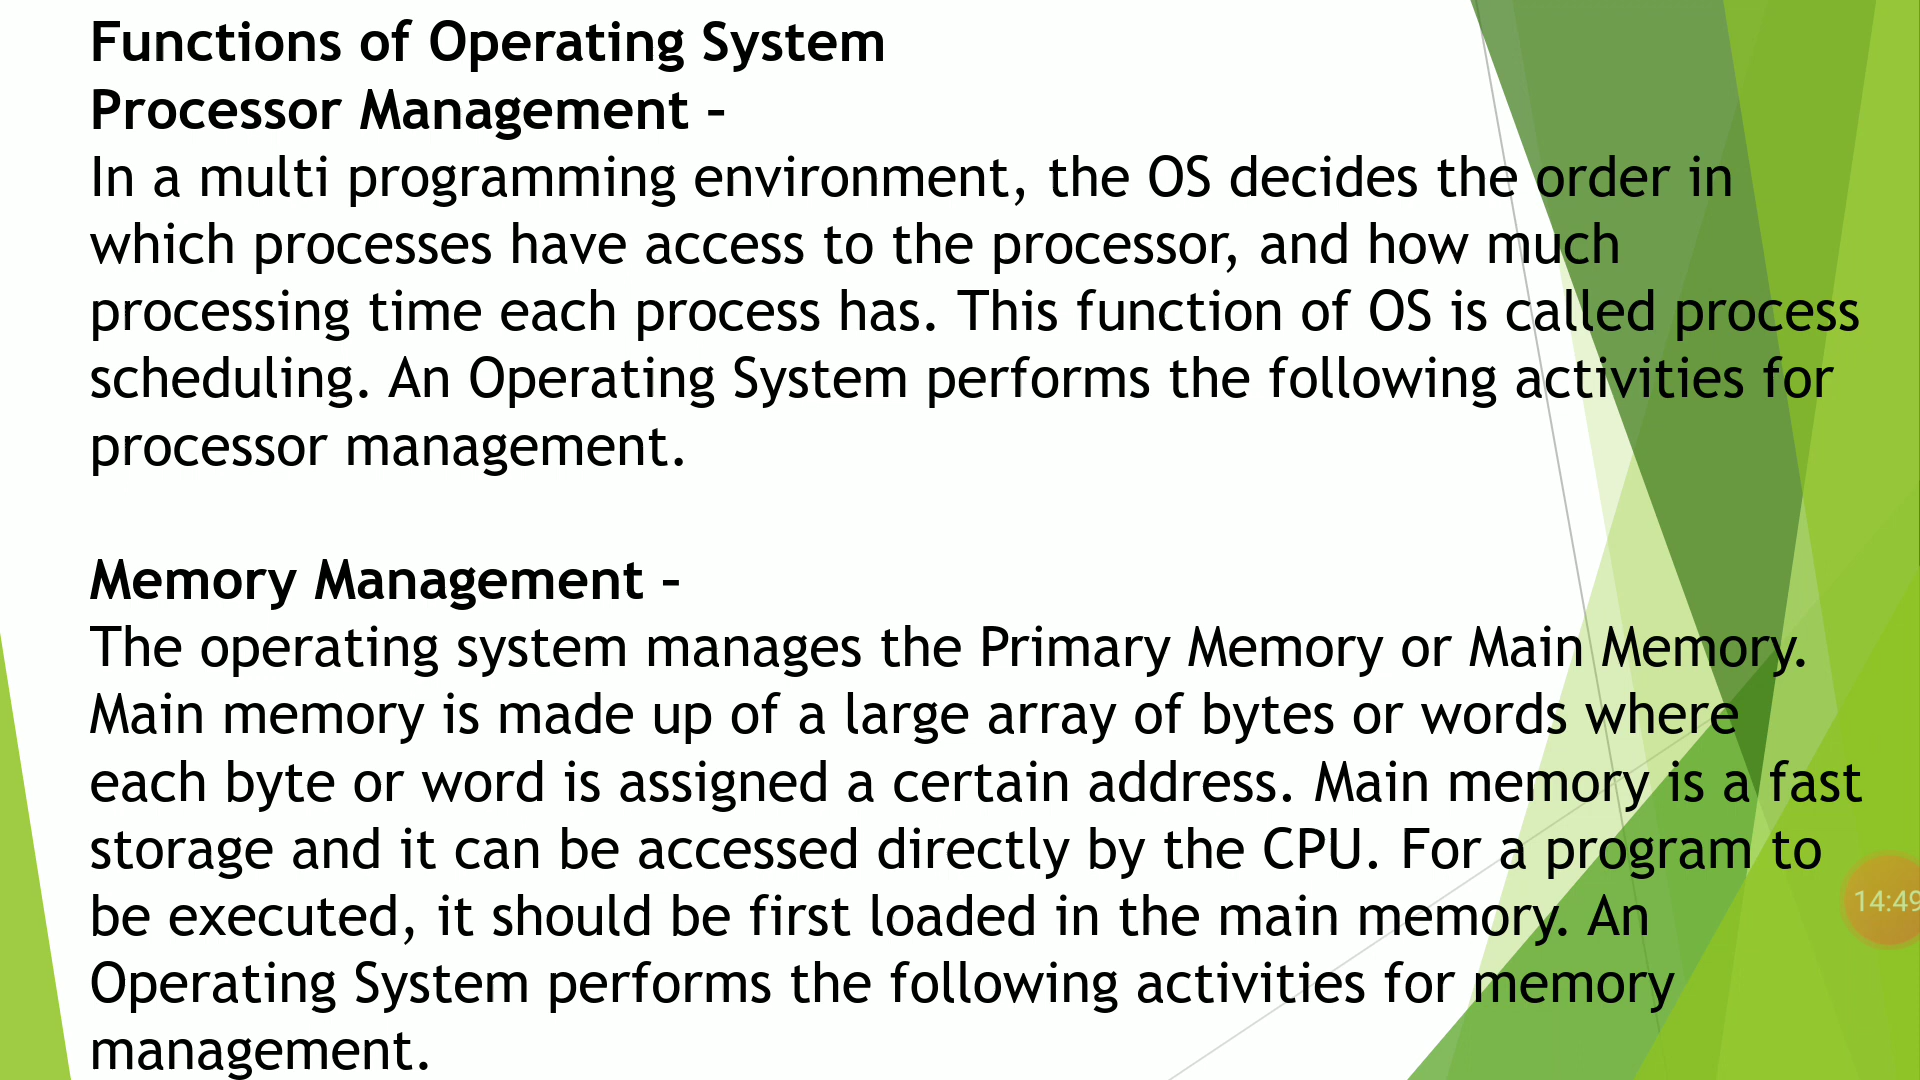 Functions of Operating System
Processor Management –
In a multi programming environment, the OS decides the order in
which processes have access to the processor, and how much
processing time each process has. This function of OS is called process
scheduling. An Operating System performs the following activities for
processor management.
Memory Management –
The operating system manages the Primary Memory or Main Memory.
Main memory is made up of a large array of bytes or words where
each byte or word is assigned a certain address. Main memory is a fast
storage and it can be accessed directly by the CPU. For a program to
be executed, it should be first loaded in the main memory. An
Operating System performs the following activities for memory
management.
14:49